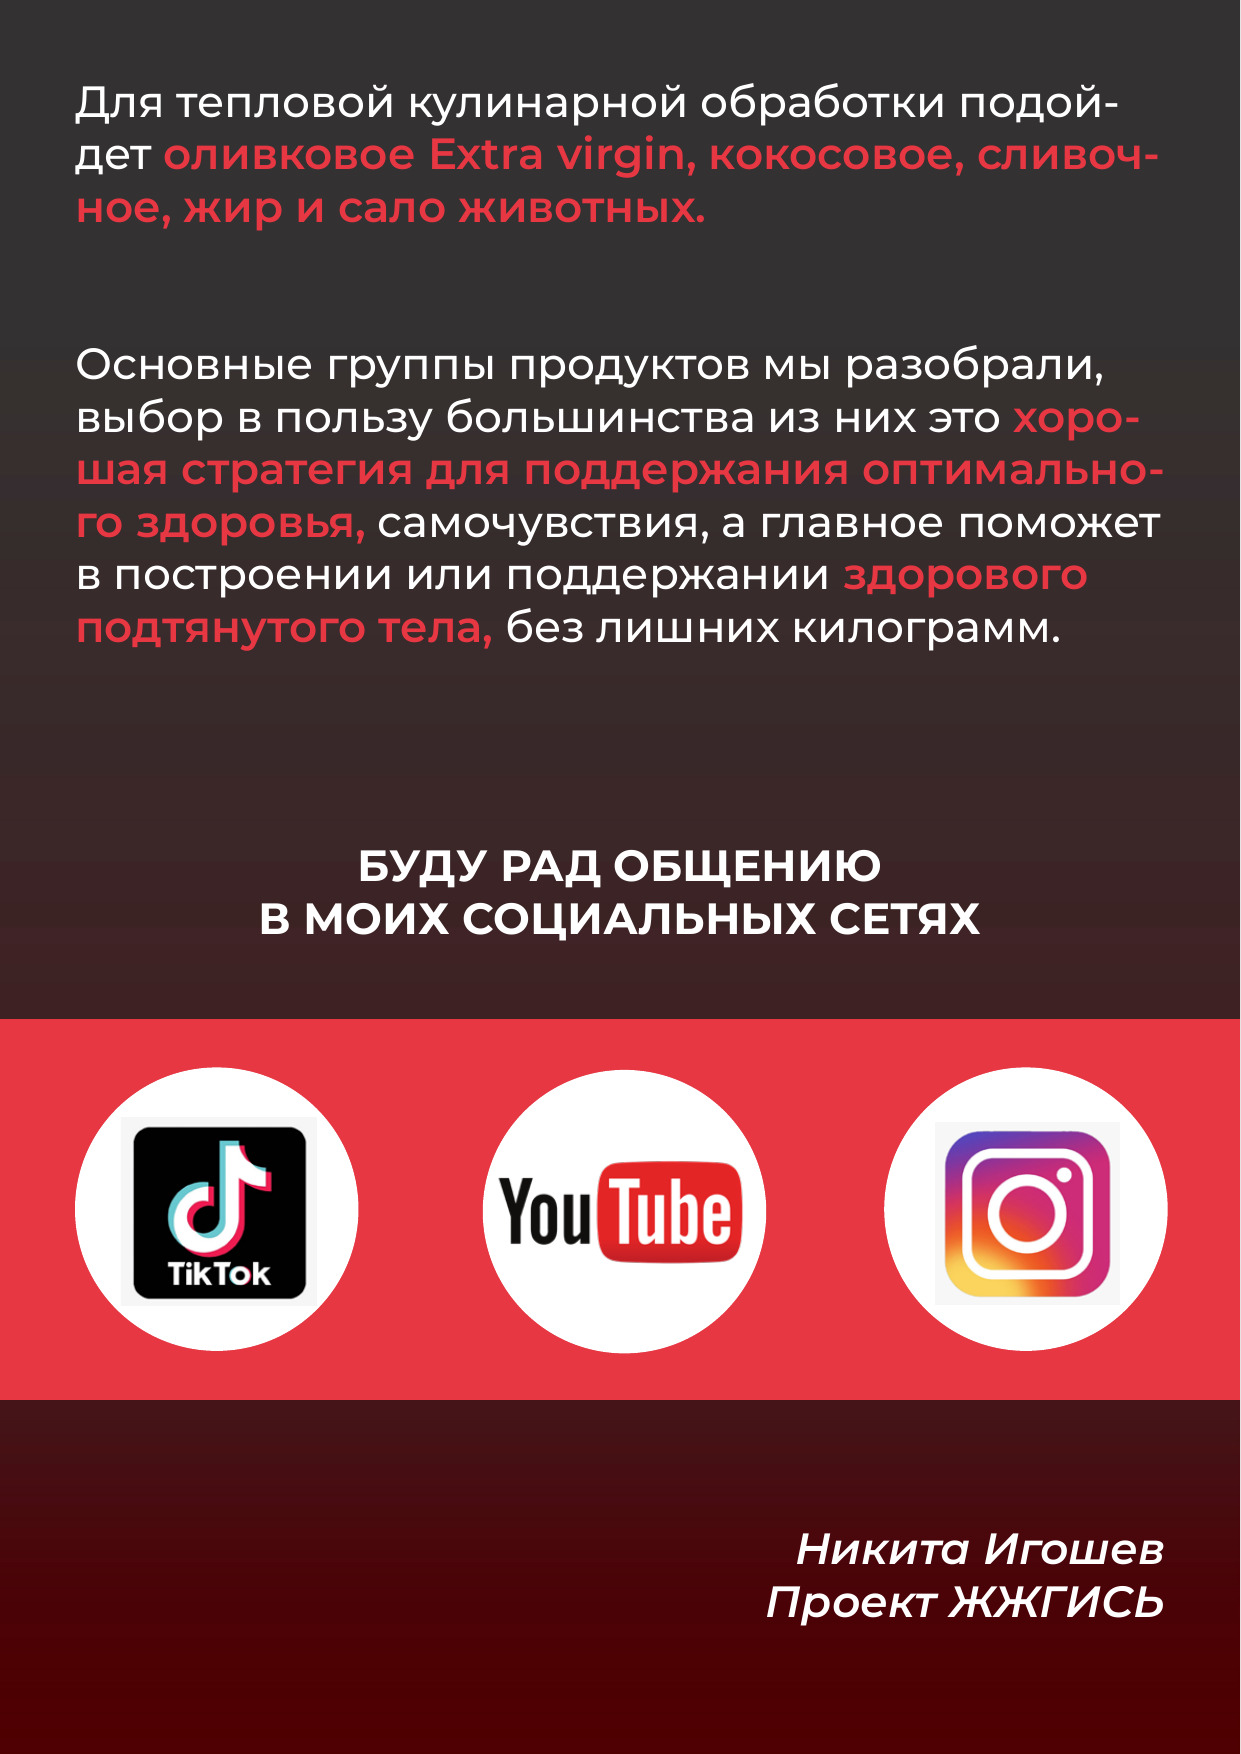 Для тепловой кулинарной обработки подой-
дет оливковое Extra virgin, кокосовое, сливоч-
ное, жир и сало животных.
Основные группы продуктов мы разобрали,
выбор в пользу большинства из них это хоро-
шая стратегия для поддержания оптимально-
го здоровья, самочувствия, а главное поможет
в построении или поддержании здорового
подтянутого тела, без лишних килограмм.
БУДУ РАД ОБЩЕНИЮ
В МОИХ СОЦИАЛЬНЫХ СЕТЯХ
TikTok
YouTube
Никита Игошев
Проект ЖЖГИСЬ